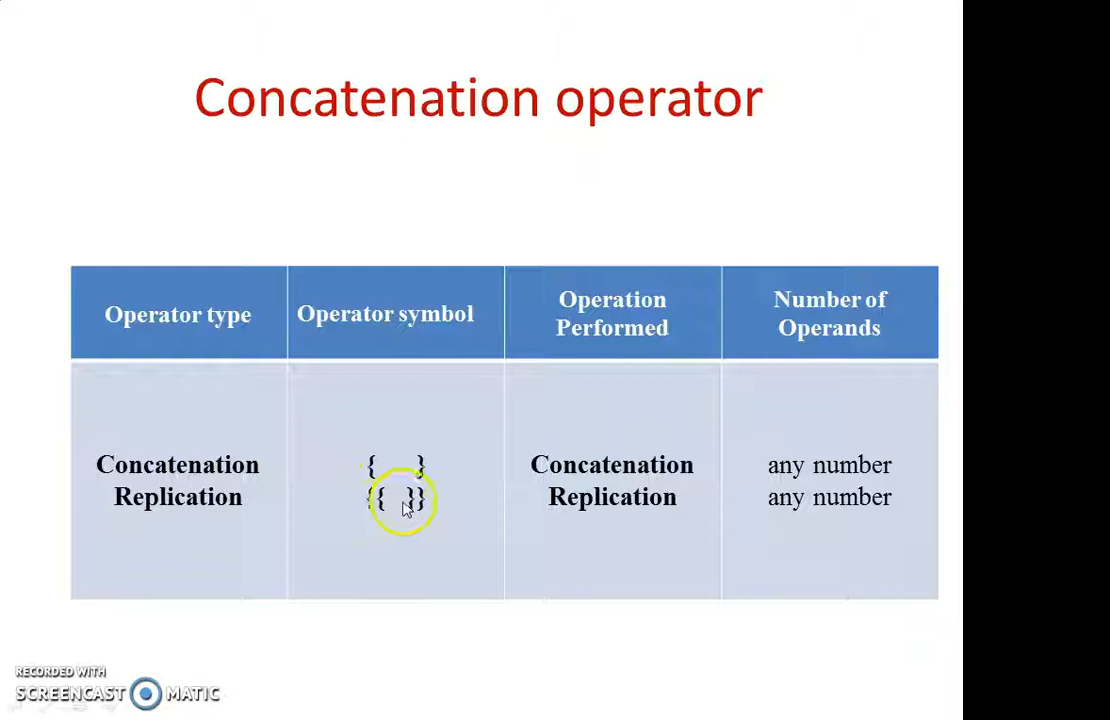 Concatenation operator
Operator type
Operator symbol
Operation
Performed
Number of
Operands
Concatenation
Replication
{ }
{{ }}
Concatenation
Replication
any number
any number
RECORDED WITH
SCREENCAST MATIC